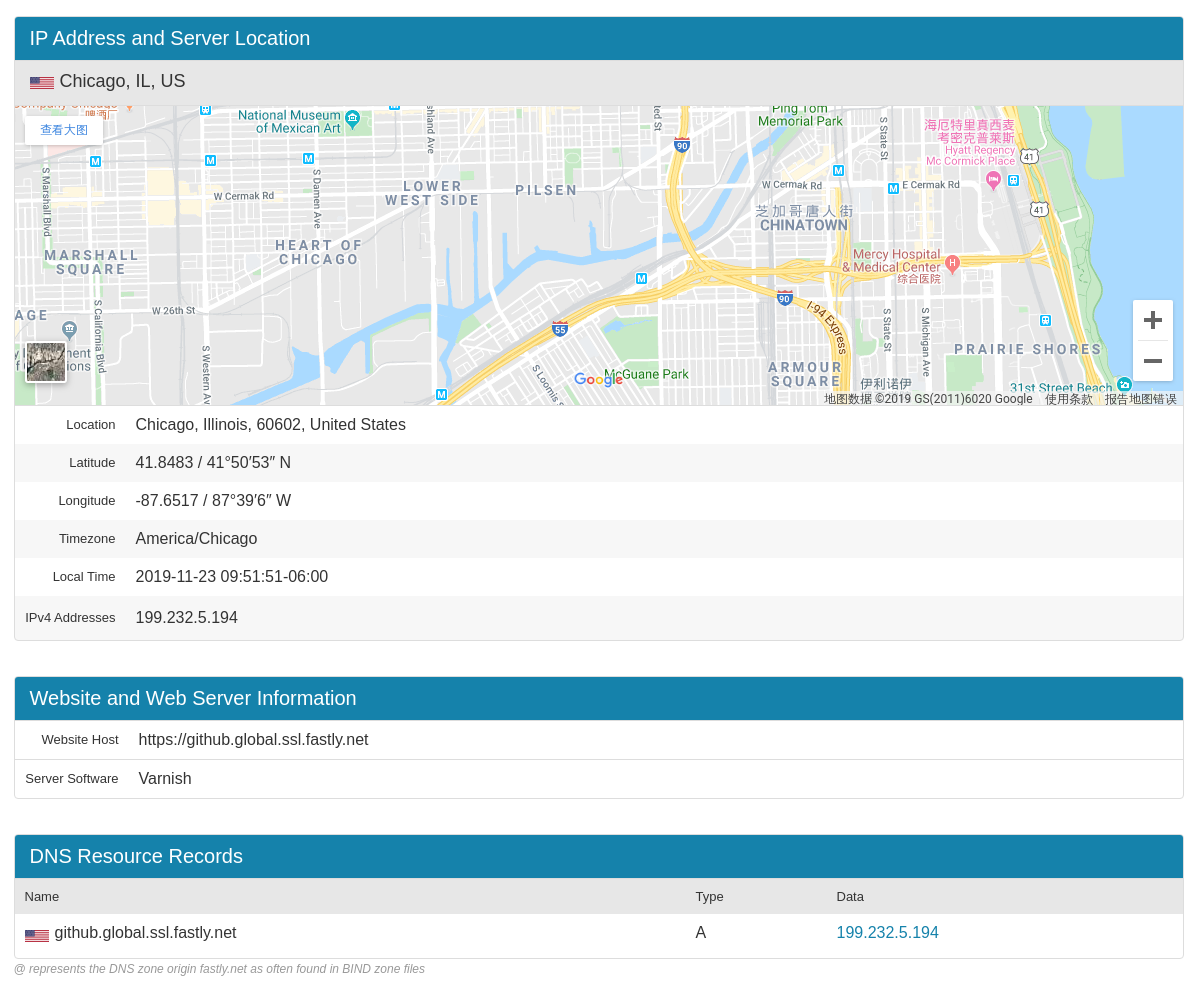 IP Address and Server Location
Chicago, IL, US
查看大图
National Museum
of Mexican Art
Ping Tom
Memorial Park
海厄特里真西麦
考密克普莱斯
Hyatt Regency
Mc Cormick Place
S Marshall Blvd
S Damen Ave
S State St
90
41
41
W Cermak Rd
LOWER
WEST SIDE
PILSEN
W Cermak Rd
E Cermak Rd
芝加哥唐人街
CHINATOWN
MARSHALL
SQUARE
HEART OF
CHICAGO
Mercy Hospital
& Medical Center
综合医院
W 26th St
S California Blvd
55
90
I-94 Express
S State St
S Michigan Ave
PRAIRIE SHORES
S Loomis St
McGuane Park
ARMOUR
SQUARE
伊利诺伊
31st Street Beach
Google
地图数据 ©2019 GS(2011)6020 Google 使用条款 报告地图错误
Location Chicago, Illinois, 60602, United States
Latitude 41.8483 / 41°50′53″ N
Longitude -87.6517 / 87°39′6″ W
Timezone America/Chicago
Local Time 2019-11-23 09:51:51-06:00
IPv4 Addresses 199.232.5.194
Website and Web Server Information
Website Host https://github.global.ssl.fastly.net
Server Software Varnish
DNS Resource Records
Name Type Data
github.global.ssl.fastly.net A 199.232.5.194
@ represents the DNS zone origin fastly.net as often found in BIND zone files